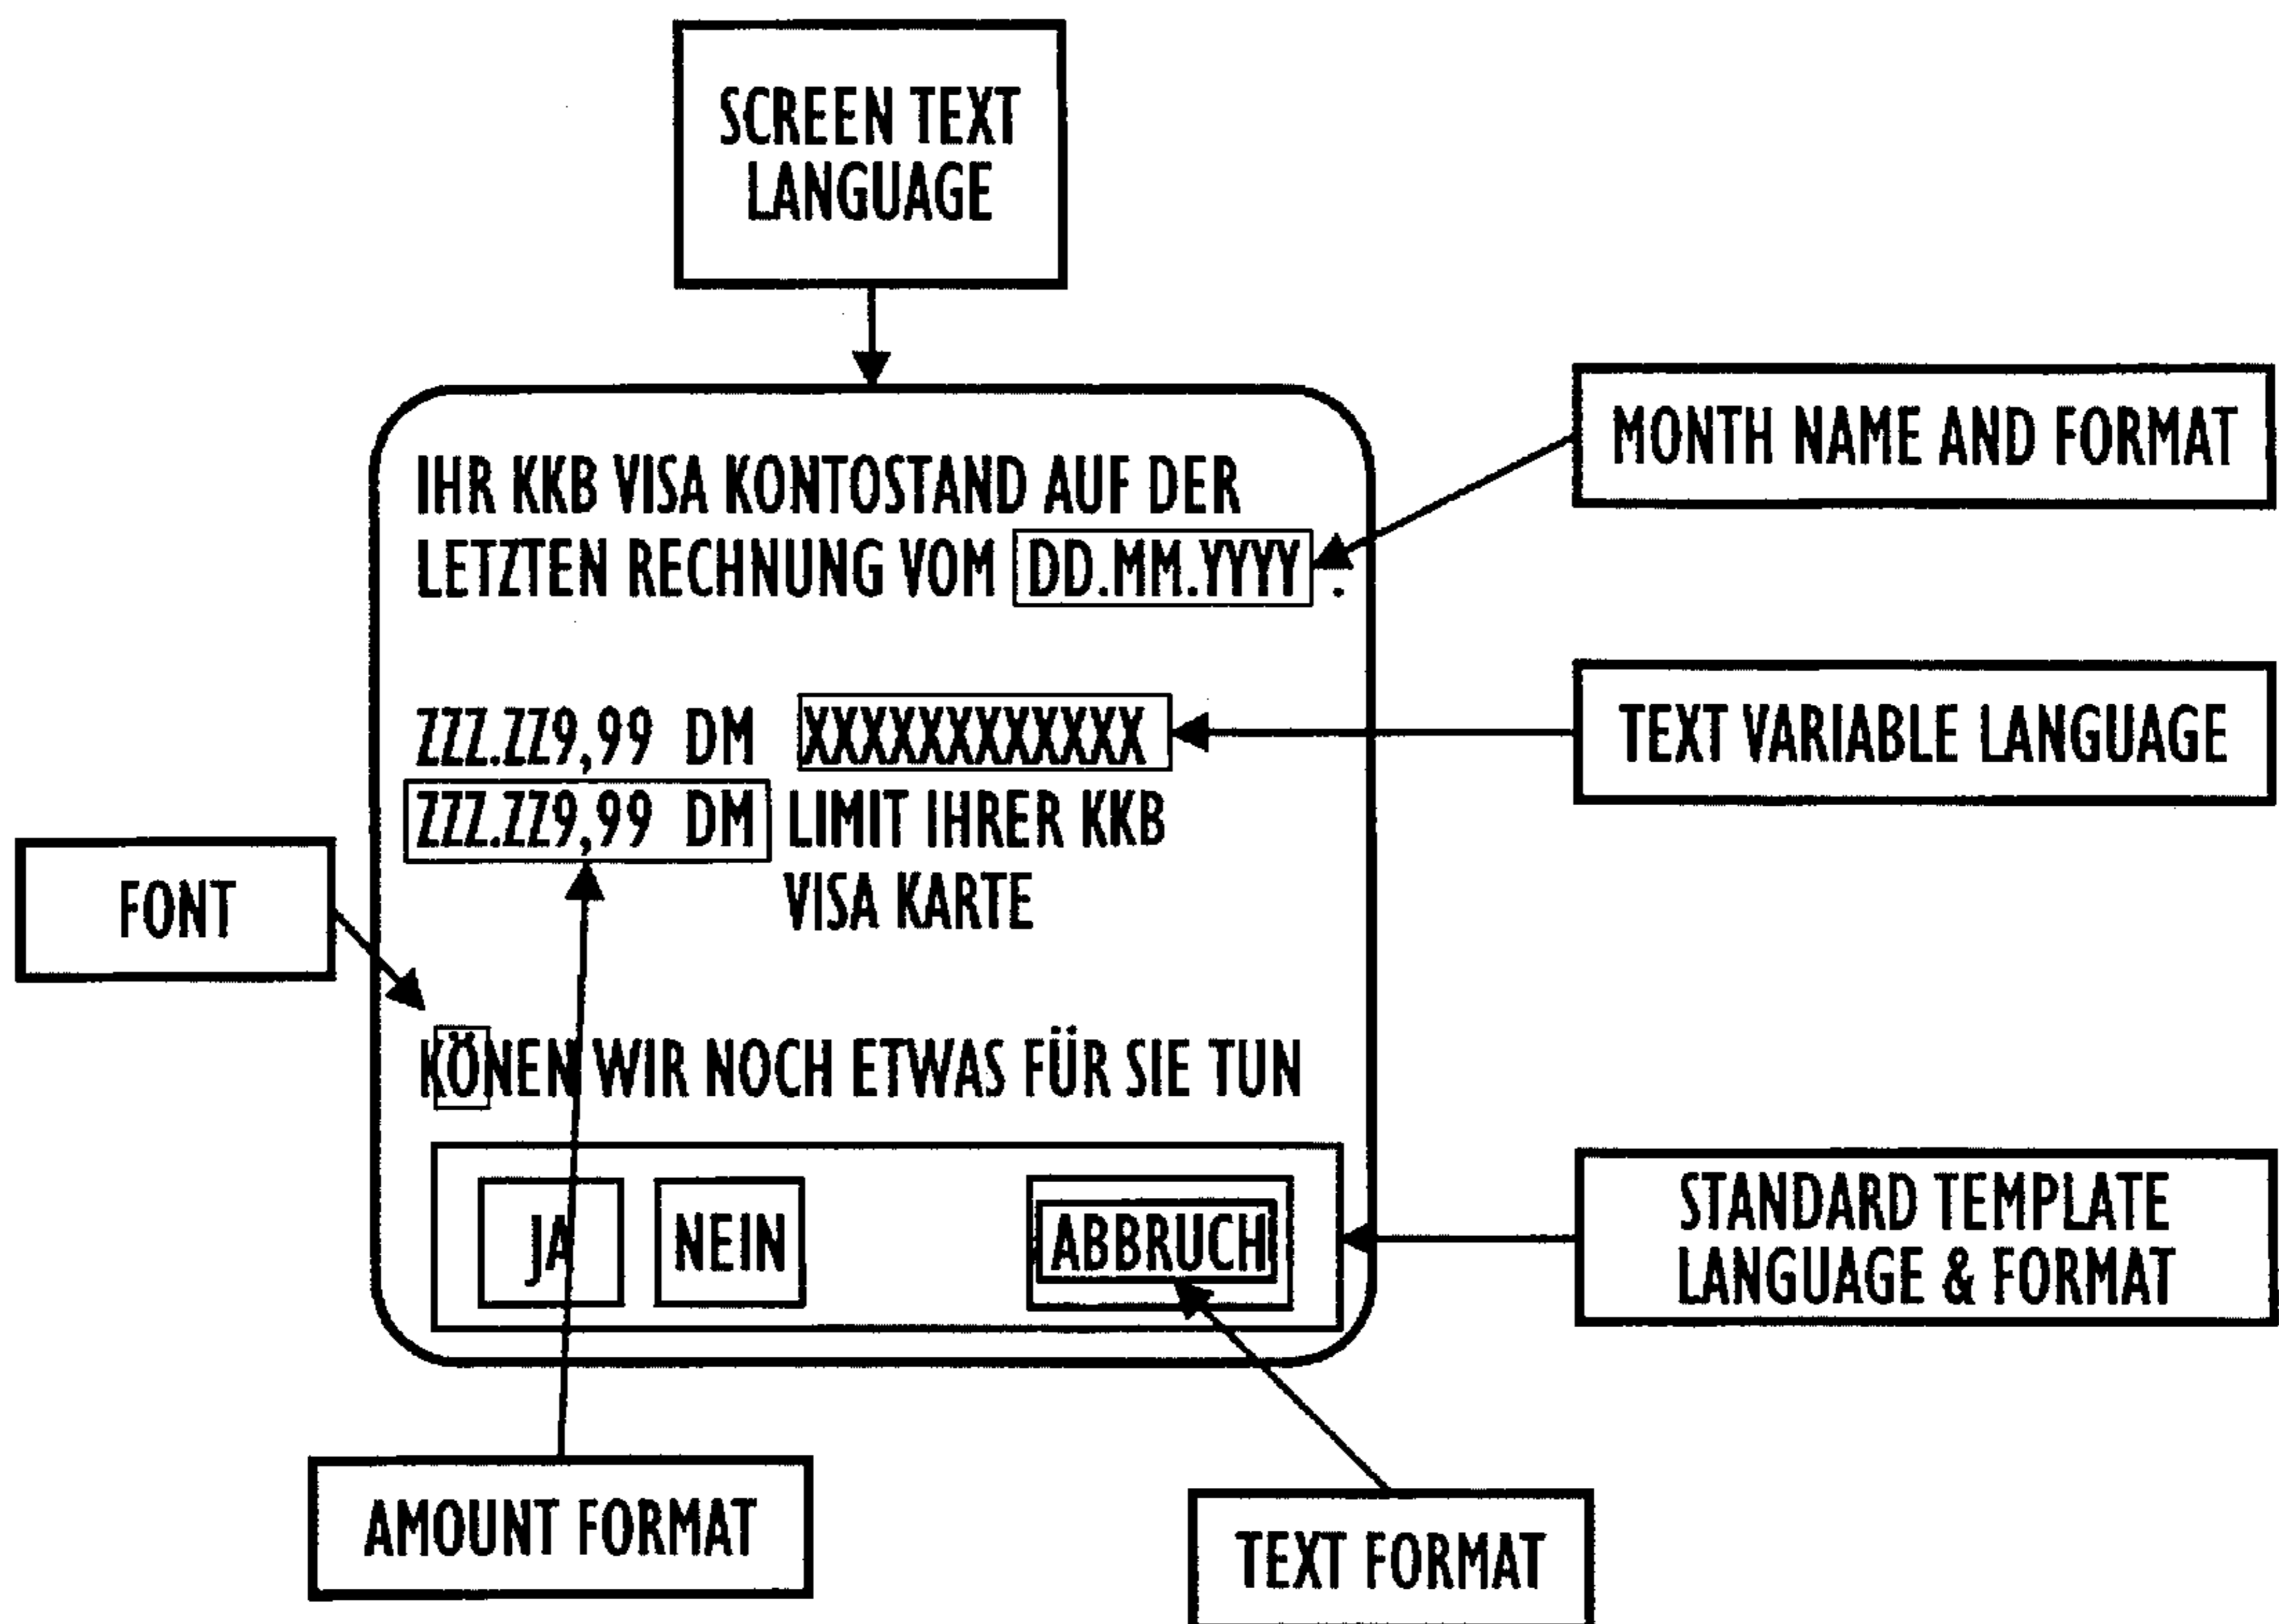 SCREEN TEXT
LANGUAGE
MONTH NAME AND FORMAT
IHR KKB VISA KONTOSTAND AUF DER
LETZTEN RECHNUNG VOM DD.MM.YYYY .
ZZZ.ZZ9,99 DM XXXXXXXXXXXX
TEXT VARIABLE LANGUAGE
ZZZ.ZZ9,99 DM LIMIT IHRER KKB
VISA KARTE
FONT
KÖNEN WIR NOCH ETWAS FÜR SIE TUN
JA NEIN ABBRUCH
STANDARD TEMPLATE
LANGUAGE & FORMAT
AMOUNT FORMAT
TEXT FORMAT